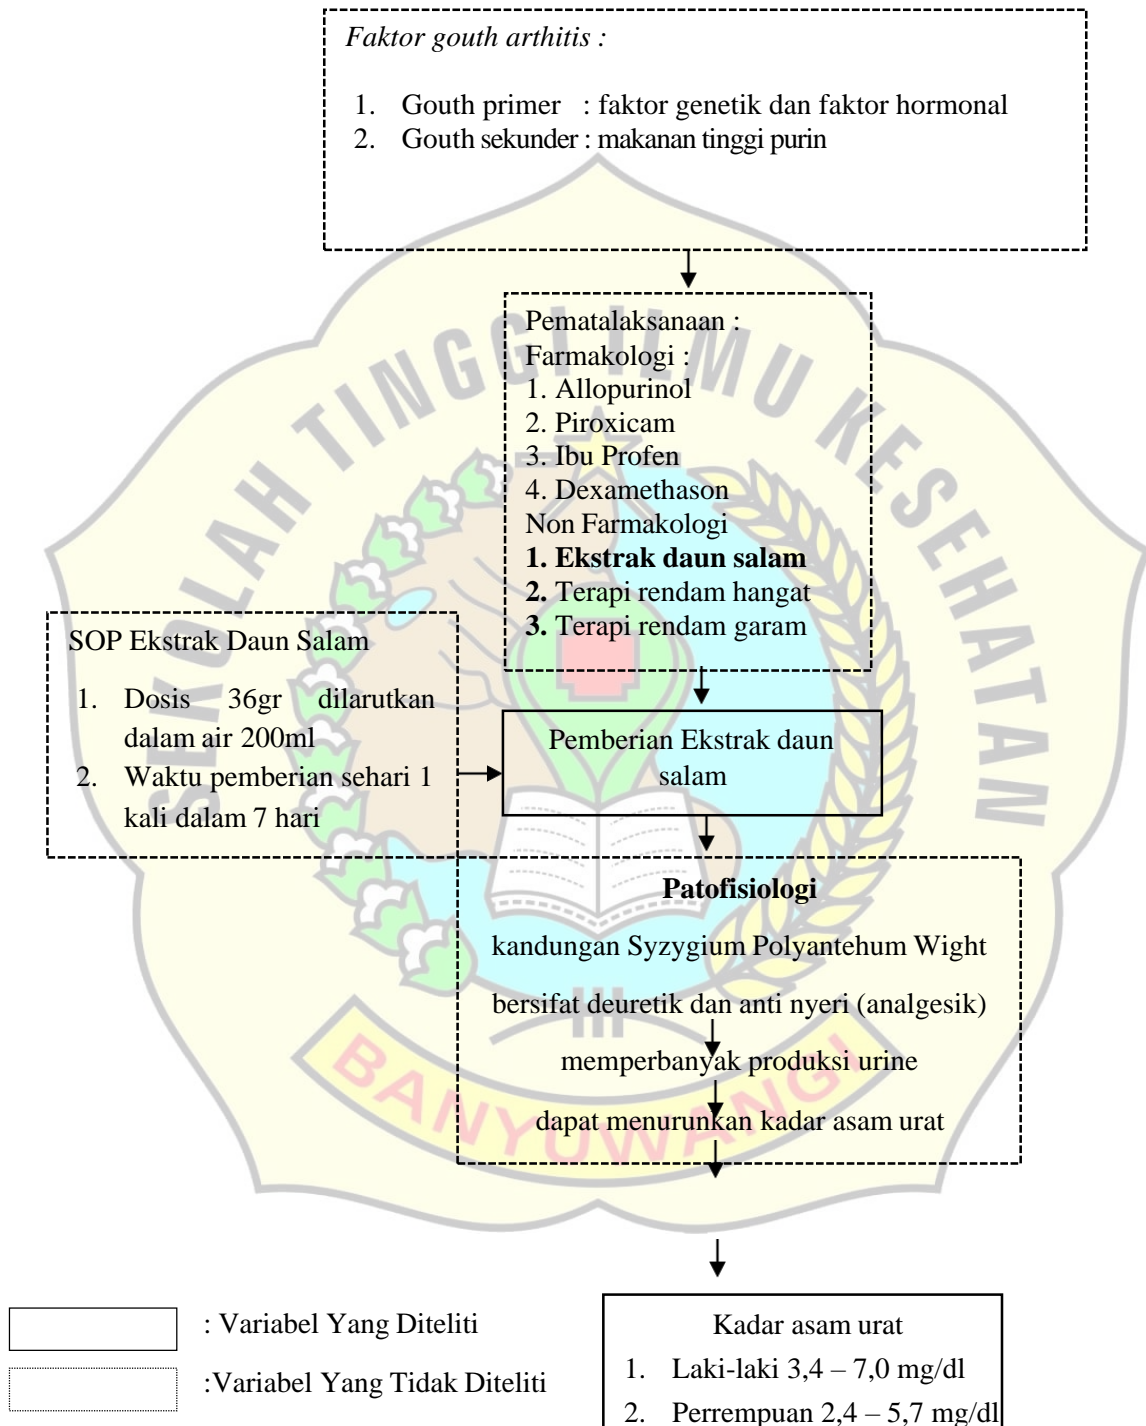 Faktor gouth arthitis :
1. Gouth primer : faktor genetik dan faktor hormonal
2. Gouth sekunder : makanan tinggi purin
Pematalaksanaan :
Farmakologi :
1. Allopurinol
2. Piroxicam
3. Ibu Profen
4. Dexamethason
Non Farmakologi
1. Ekstrak daun salam
2. Terapi rendam hangat
3. Terapi rendam garam
SOP Ekstrak Daun Salam
1. Dosis 36gr dilarutkan
dalam air 200ml
2. Waktu pemberian sehari 1
kali dalam 7 hari
Pemberian Ekstrak daun
salam
Patofisiologi
kandungan Syzygium Polyantehum Wight
bersifat deuretik dan anti nyeri (analgesik)
memperbanyak produksi urine
dapat menurunkan kadar asam urat
: Variabel Yang Diteliti
:Variabel Yang Tidak Diteliti
Kadar asam urat
1. Laki-laki 3,4 – 7,0 mg/dl
2. Perrempuan 2,4 – 5,7 mg/dl
SEKOLAH TINGGI ILMU KESEHATAN
BANYUWANGI